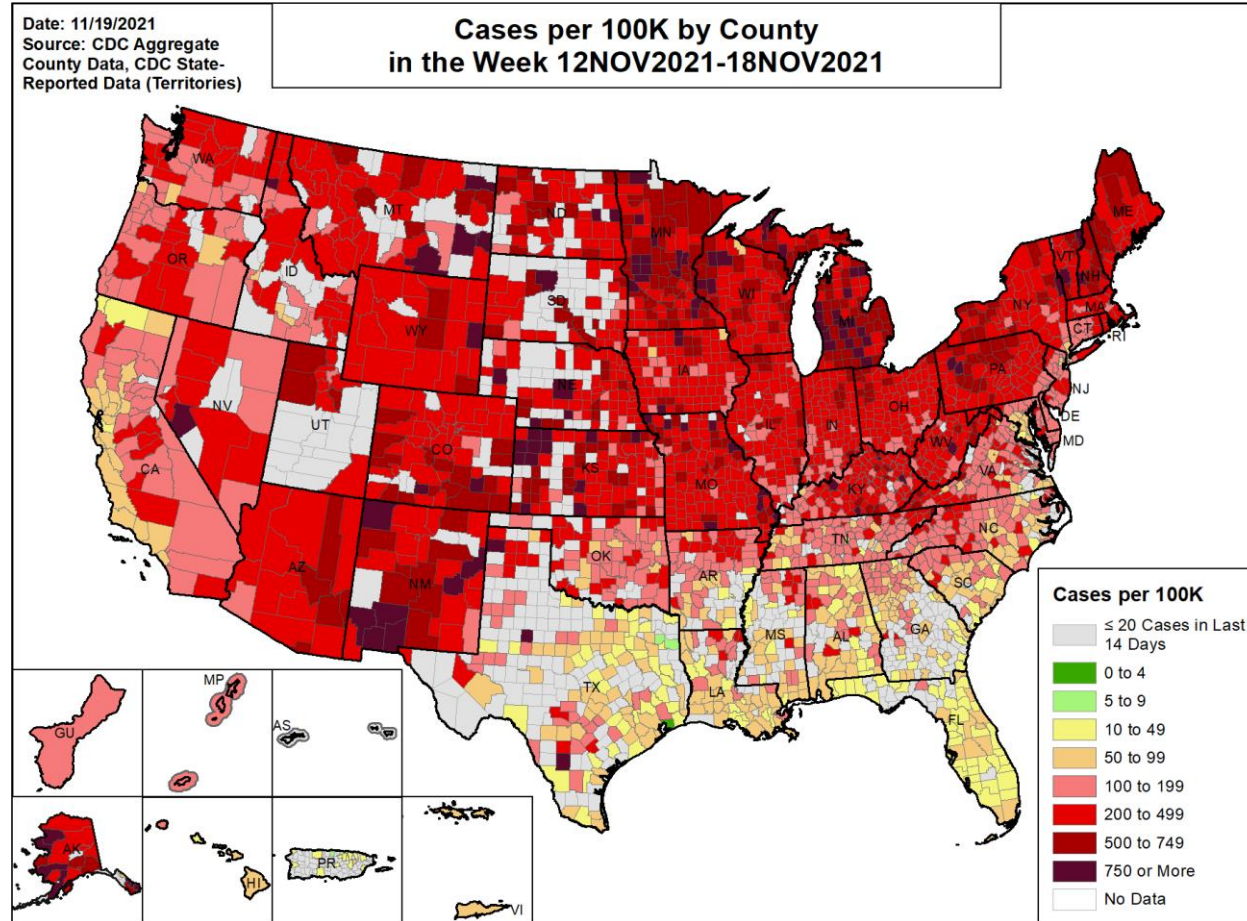 Date: 11/19/2021
Source: CDC Aggregate
County Data, CDC State-
Reported Data (Territories)
Cases per 100K by County
in the Week 12NOV2021-18NOV2021
WA
MT
ND
MN
ME
OR
ID
SD
WI
MI
VT
NH
NY
MA
CT
RI
WY
IA
PA
NJ
NE
NV
UT
CO
IL
IN
OH
DE
MD
CA
KS
MO
WV
VA
KY
AZ
NM
OK
AR
TN
NC
SC
MS
AL
GA
TX
LA
FL
GU
MP
AS
AK
HI
PR
VI
Cases per 100K
≤ 20 Cases in Last
14 Days
0 to 4
5 to 9
10 to 49
50 to 99
100 to 199
200 to 499
500 to 749
750 or More
No Data